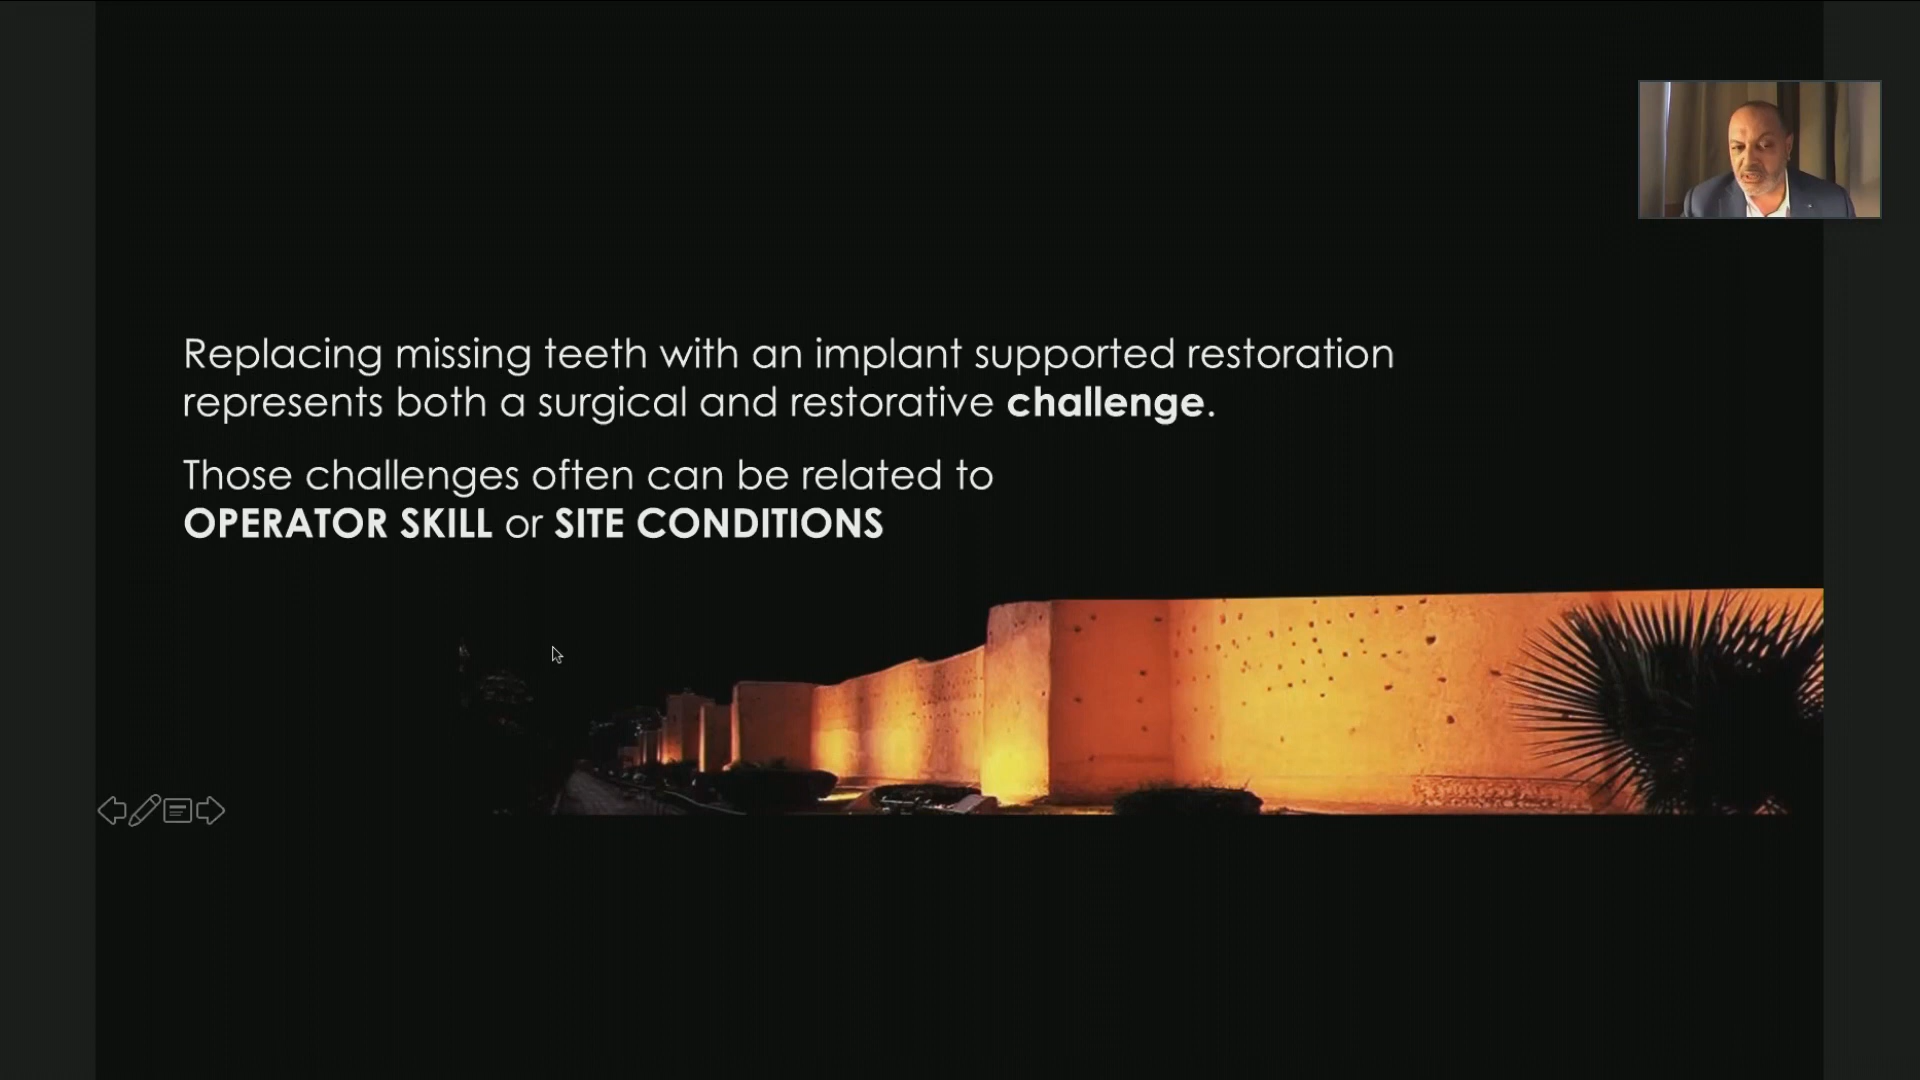 Replacing missing teeth with an implant supported restoration
represents both a surgical and restorative challenge.
Those challenges often can be related to
OPERATOR SKILL or SITE CONDITIONS